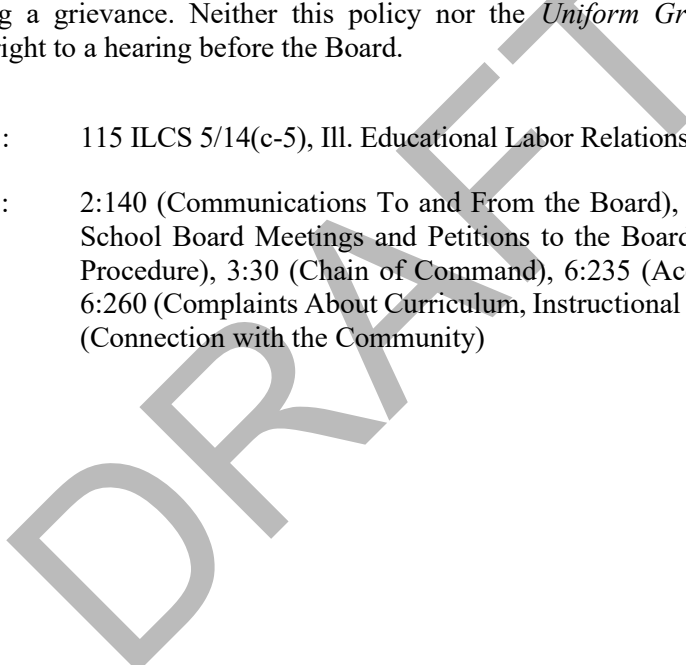 g a grievance. Neither this policy nor the Uniform Gr
ight to a hearing before the Board.
: 115 ILCS 5/14(c-5), Ill. Educational Labor Relations
: 2:140 (Communications To and From the Board),
School Board Meetings and Petitions to the Board
Procedure), 3:30 (Chain of Command), 6:235 (Ac
6:260 (Complaints About Curriculum, Instructional
(Connection with the Community)
DRAFT